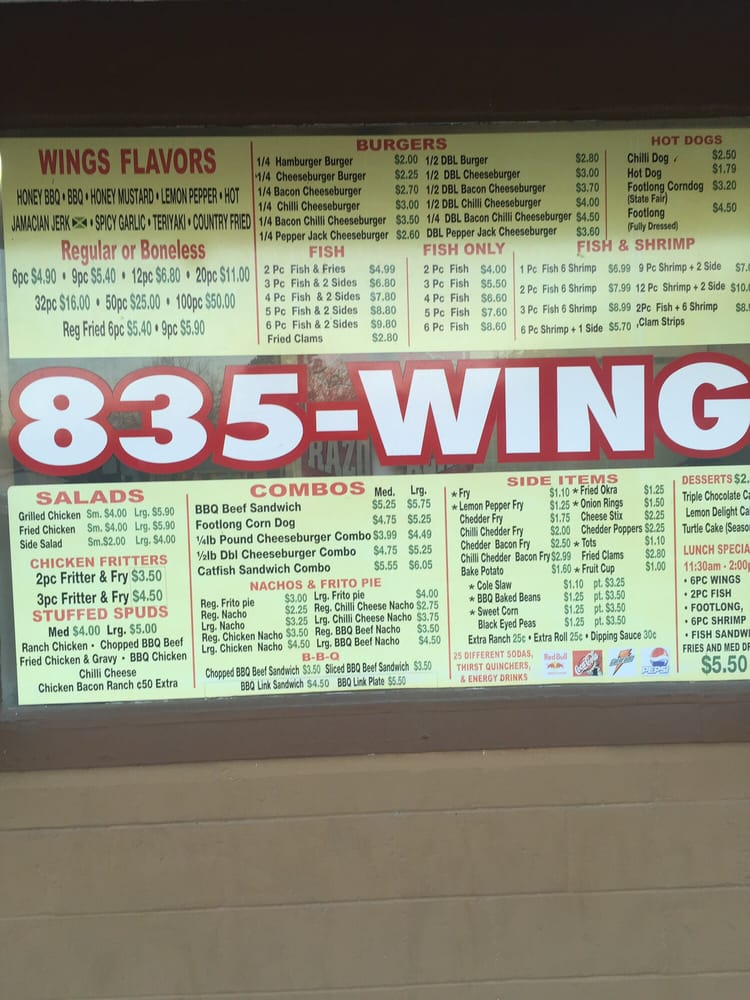 WINGS FLAVORS
HONEY BBQ • BBQ • HONEY MUSTARD • LEMON PEPPER • HOT
JAMACIAN JERK • SPICY GARLIC • TERIYAKI • COUNTRY FRIED
Regular or Boneless
6pc $4.90 • 9pc $5.40 • 12pc $6.80 • 20pc $11.00
32pc $16.00 • 50pc $25.00 • 100pc $50.00
Reg Fried 6pc $5.40 • 9pc $5.90
BURGERS
1/4 Hamburger Burger $2.00
1/4 Cheeseburger Burger $2.25
1/4 Bacon Cheeseburger $2.70
1/4 Chilli Cheeseburger $3.00
1/4 Bacon Chilli Cheeseburger $3.50
1/4 Pepper Jack Cheeseburger $2.60
1/2 DBL Burger $2.80
1/2 DBL Cheeseburger $3.00
1/2 DBL Bacon Cheeseburger $3.70
1/2 DBL Chilli Cheeseburger $4.00
1/4 DBL Bacon Chilli Cheeseburger $4.50
DBL Pepper Jack Cheeseburger $3.60
HOT DOGS
Chilli Dog $2.50
Hot Dog $1.79
Footlong Corndog $3.20
(State Fair)
Footlong $4.50
(Fully Dressed)
FISH
2 Pc Fish & Fries $4.99
3 Pc Fish & 2 Sides $6.80
4 Pc Fish & 2 Sides $7.80
5 Pc Fish & 2 Sides $8.80
6 Pc Fish & 2 Sides $9.80
Fried Clams $2.80
FISH ONLY
2 Pc Fish $4.00
3 Pc Fish $5.50
4 Pc Fish $6.60
5 Pc Fish $7.60
6 Pc Fish $8.60
FISH & SHRIMP
1 Pc Fish 6 Shrimp $6.99
2 Pc Fish 6 Shrimp $7.99
3 Pc Fish 6 Shrimp $8.99
6 Pc Shrimp + 1 Side $5.70
9 Pc Shrimp + 2 Side
12 Pc Shrimp + 2 Side
2Pc Fish + 6 Shrimp
Clam Strips
835-WING
SALADS
Grilled Chicken Sm. $4.00 Lrg. $5.90
Fried Chicken Sm. $4.00 Lrg. $5.90
Side Salad Sm.$2.00 Lrg. $4.00
CHICKEN FRITTERS
2pc Fritter & Fry $3.50
3pc Fritter & Fry $4.50
STUFFED SPUDS
Med $4.00 Lrg. $5.00
Ranch Chicken • Chopped BBQ Beef
Fried Chicken & Gravy • BBQ Chicken
Chilli Cheese
Chicken Bacon Ranch c50 Extra
COMBOS Med. Lrg.
BBQ Beef Sandwich $5.25 $5.75
Footlong Corn Dog $4.75 $5.25
¼lb Pound Cheeseburger Combo $3.99 $4.49
½lb Dbl Cheeseburger Combo $4.75 $5.25
Catfish Sandwich Combo $5.55 $6.05
NACHOS & FRITO PIE
Reg. Frito pie $3.00
Reg. Nacho $2.25
Lrg. Nacho $3.25
Reg. Chicken Nacho $3.50
Lrg. Chicken Nacho $4.50
Lrg. Frito pie $4.00
Reg. Chilli Cheese Nacho $2.75
Lrg. Chilli Cheese Nacho $3.75
Reg. BBQ Beef Nacho $3.50
Lrg. BBQ Beef Nacho $4.50
B-B-Q
Chopped BBQ Beef Sandwich $3.50 Sliced BBQ Beef Sandwich $3.50
BBQ Link Sandwich $4.50 BBQ Link Plate $5.50
SIDE ITEMS
★ Fry $1.10
★ Lemon Pepper Fry $1.25
Chedder Fry $1.75
Chilli Chedder Fry $2.00
Chedder Bacon Fry $2.50
Chilli Chedder Bacon Fry $2.99
Bake Potato $1.60
★ Fried Okra $1.25
★ Onion Rings $1.50
Cheese Stix $2.25
Chedder Poppers $2.25
★ Tots $1.10
Fried Clams $2.80
★ Fruit Cup $1.00
★ Cole Slaw $1.10 pt. $3.25
★ BBQ Baked Beans $1.25 pt. $3.50
★ Sweet Corn $1.25 pt. $3.50
Black Eyed Peas $1.25 pt. $3.50
Extra Ranch 25c • Extra Roll 25c • Dipping Sauce 30c
25 DIFFERENT SODAS,
THIRST QUINCHERS,
& ENERGY DRINKS
Red Bull
Coca-Cola
PEPSI
DESSERTS $2.
Triple Chocolate
Lemon Delight
Turtle Cake
LUNCH
11:30am -
• 6PC WINGS
• 2PC FISH
• FOOTLONG,
• 6PC SHRIMP
• FISH
FRIES AND MED
$5.50